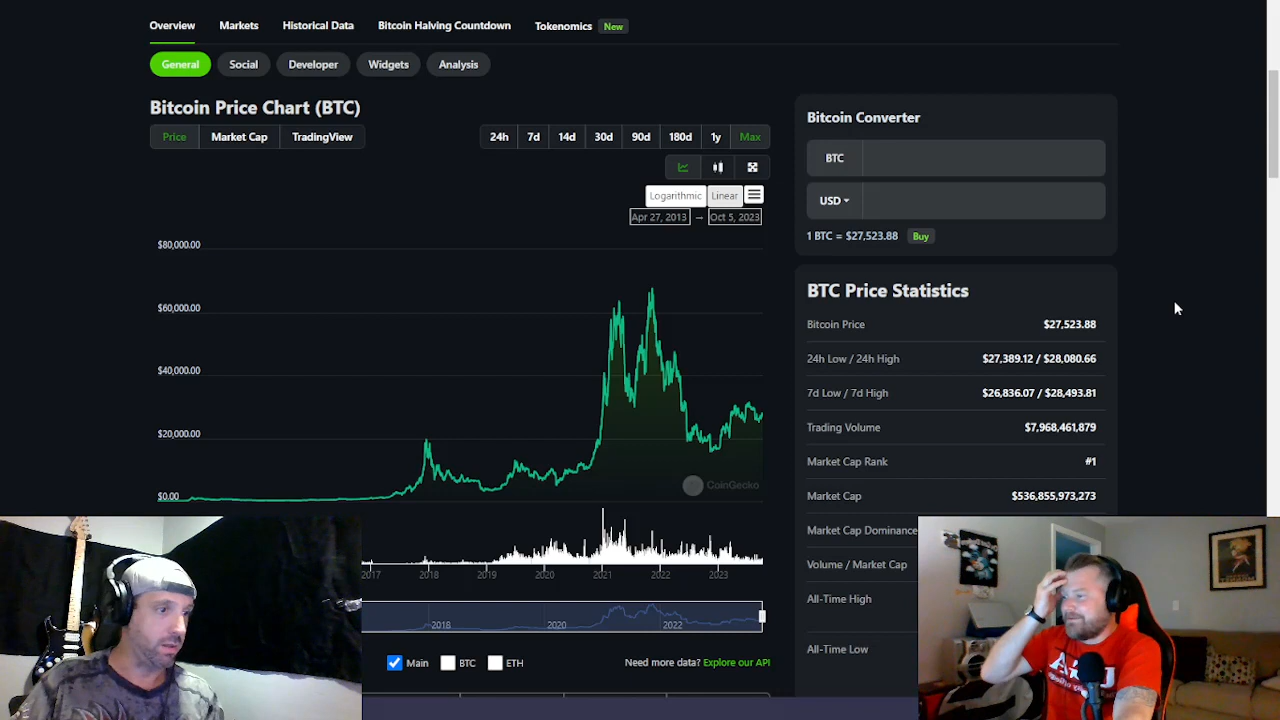 Overview Markets Historical Data Bitcoin Halving Countdown Tokenomics New
General Social Developer Widgets Analysis
Bitcoin Price Chart (BTC)
Price Market Cap TradingView
24h 7d 14d 30d 90d 180d 1y Max
Logarithmic Linear
Apr 27, 2013 → Oct 5, 2023
$80,000.00
$60,000.00
$40,000.00
$20,000.00
$0.00
CoinGecko
2017 2018 2019 2020 2021 2022 2023
2018 2020 2022
Main BTC ETH
Need more data? Explore our API
Bitcoin Converter
BTC
USD
1 BTC = $27,523.88 Buy
BTC Price Statistics
Bitcoin Price $27,523.88
24h Low / 24h High $27,389.12 / $28,080.66
7d Low / 7d High $26,836.07 / $28,493.81
Trading Volume $7,968,461,879
Market Cap Rank #1
Market Cap $536,855,973,273
Market Cap Dominance
Volume / Market Cap
All-Time High
All-Time Low